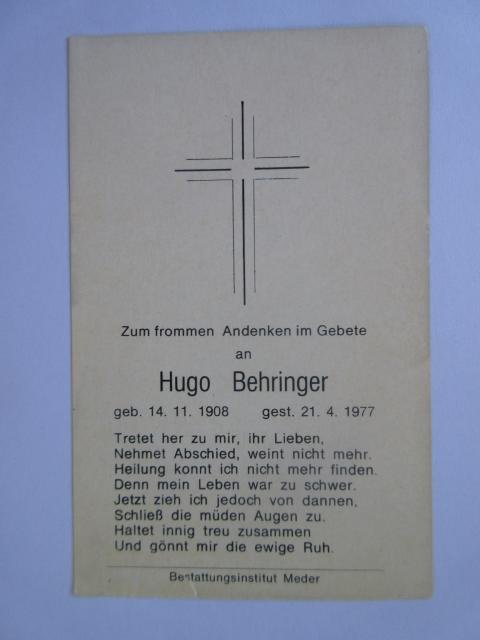 Zum frommen Andenken im Gebete
an
Hugo Behringer
geb. 14. 11. 1908 gest. 21. 4. 1977
Tretet her zu mir, ihr Lieben,
Nehmet Abschied, weint nicht mehr.
Heilung konnt ich nicht mehr finden.
Denn mein Leben war zu schwer.
Jetzt zieh ich jedoch von dannen,
Schließ die müden Augen zu.
Haltet innig treu zusammen
Und gönnt mir die ewige Ruh.
Bestattungsinstitut Meder